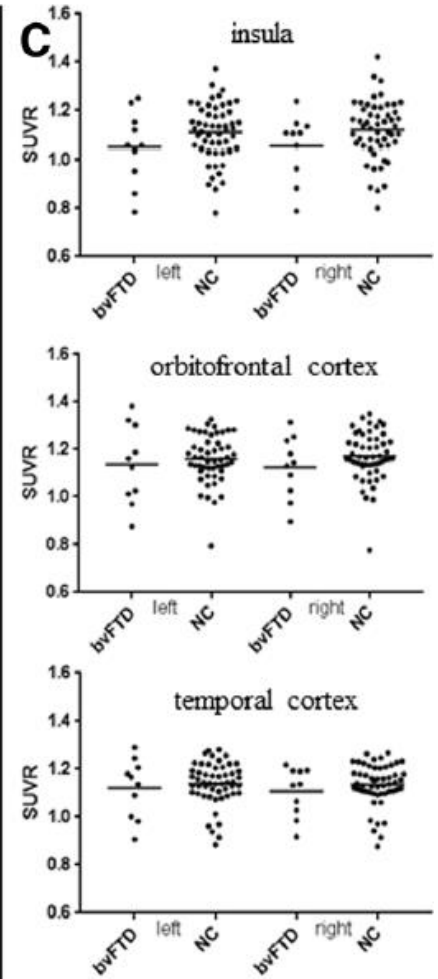 C
insula
SUVR
1.6
1.4
1.2
1.0
0.8
0.6
bvFTD
left
NC
bvFTD
right
NC
orbitofrontal cortex
SUVR
1.6
1.4
1.2
1.0
0.8
0.6
bvFTD
left
NC
bvFTD
right
NC
temporal cortex
SUVR
1.6
1.4
1.2
1.0
0.8
0.6
bvFTD
left
NC
bvFTD
right
NC